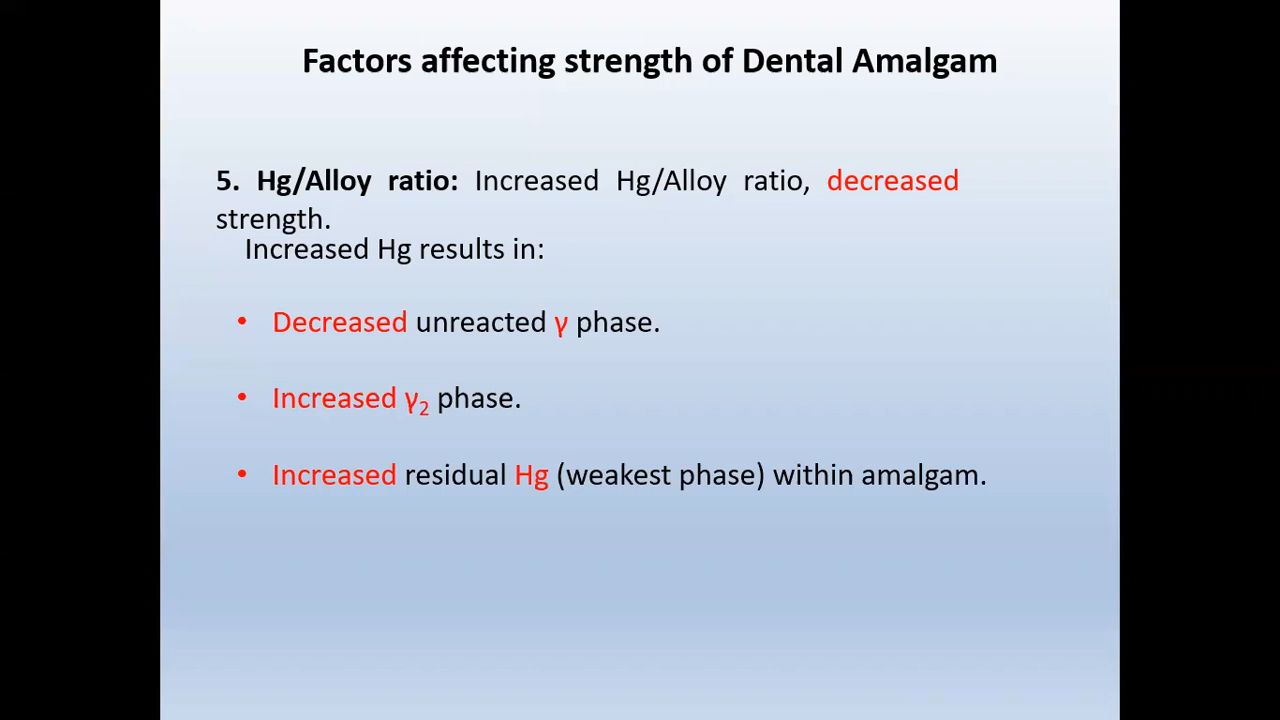 Factors affecting strength of Dental Amalgam
5. Hg/Alloy ratio: Increased Hg/Alloy ratio, decreased
strength.
Increased Hg results in:
• Decreased unreacted γ phase.
• Increased γ₂ phase.
• Increased residual Hg (weakest phase) within amalgam.